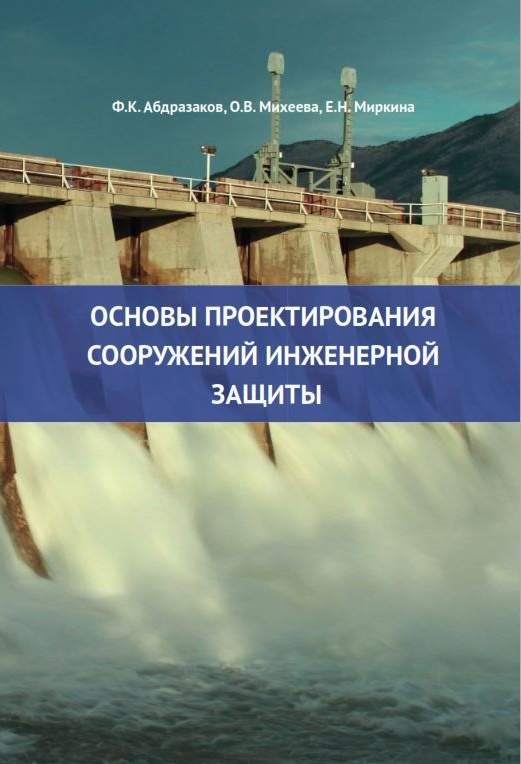 Ф.К. Абдразаков, О.В. Михеева, Е.Н. Миркина
ОСНОВЫ ПРОЕКТИРОВАНИЯ
СООРУЖЕНИЙ ИНЖЕНЕРНОЙ
ЗАЩИТЫ